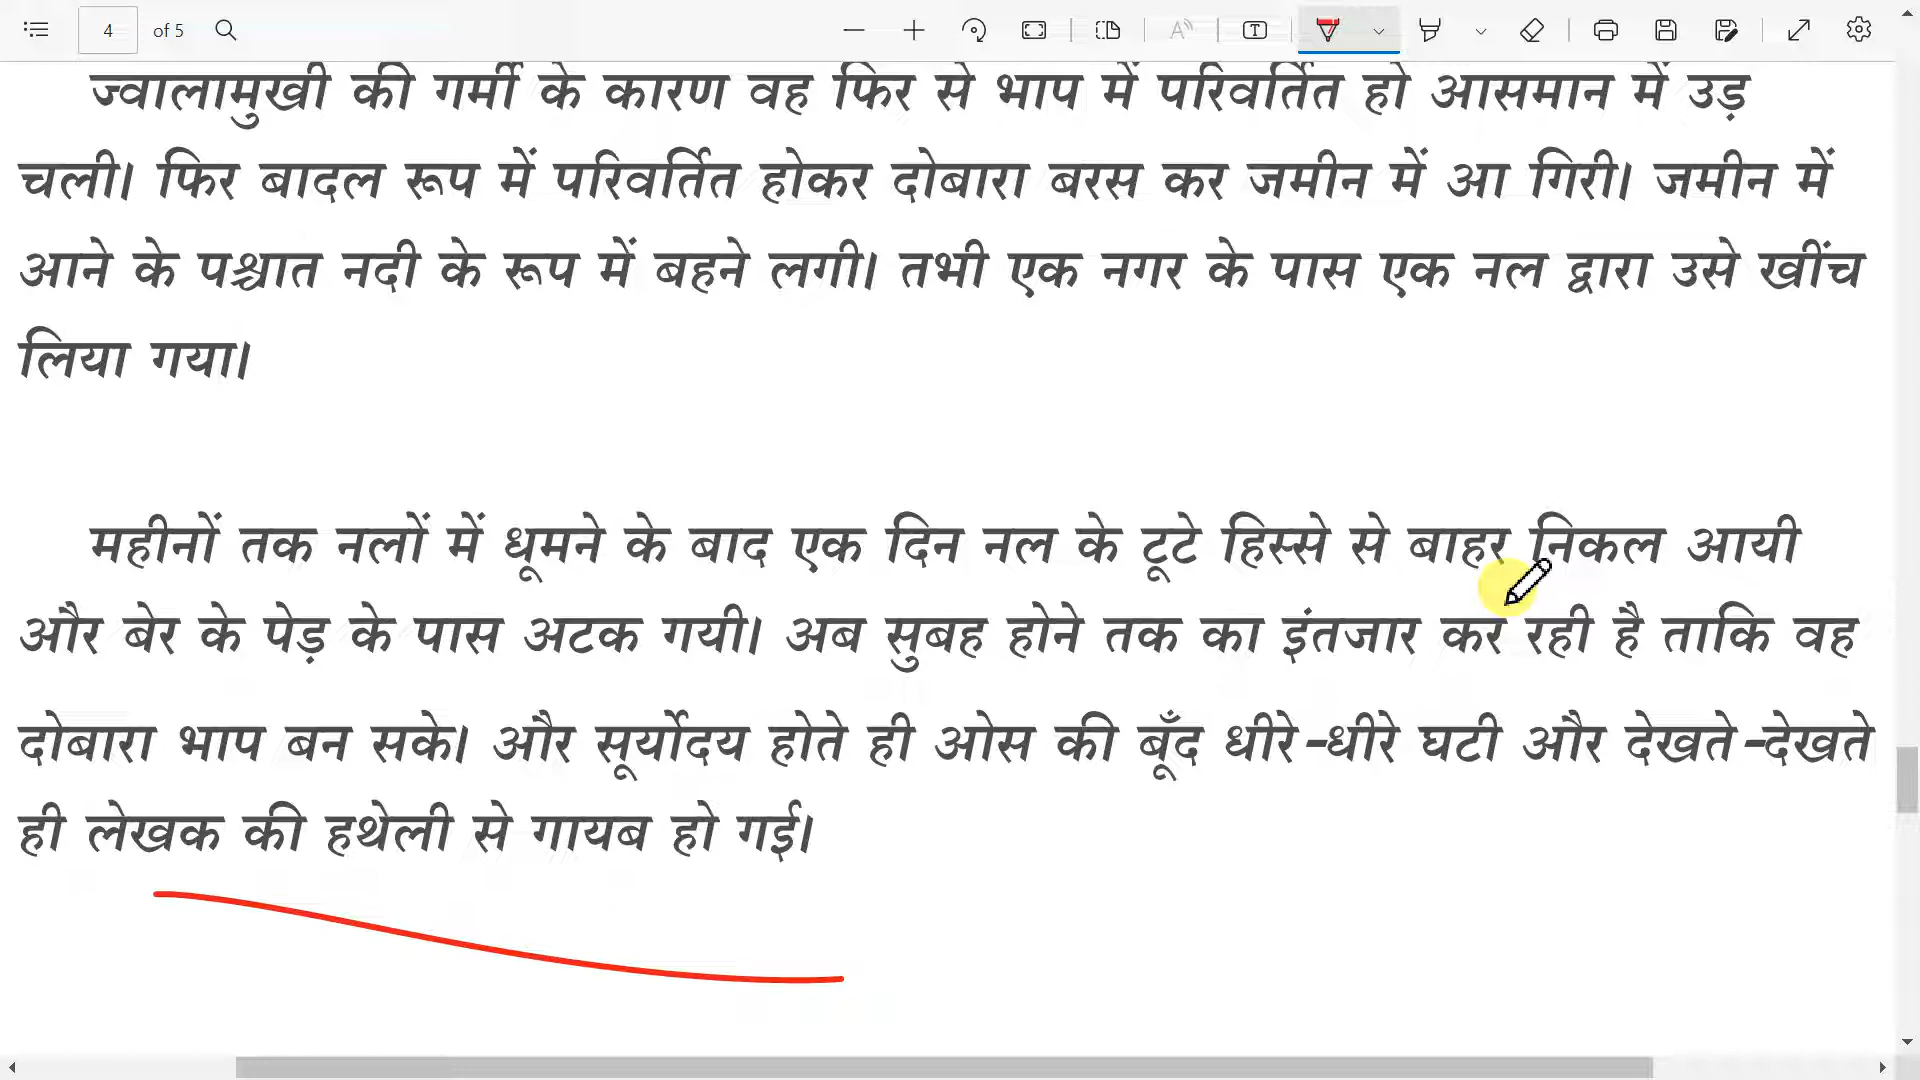 4 of 5
ज्वालामुखी की गर्मी के कारण वह फिर से भाप में परिवर्तित हो आसमान में उड़
चली। फिर बादल रूप में परिवर्तित होकर दोबारा बरस कर जमीन में आ गिरी। जमीन में
आने के पश्चात नदी के रूप में बहने लगी। तभी एक नगर के पास एक नल द्वारा उसे खींच
लिया गया।
महीनों तक नलों में धूमने के बाद एक दिन नल के टूटे हिस्से से बाहर निकल आयी
और बेर के पेड़ के पास अटक गयी। अब सुबह होने तक का इंतजार कर रही है ताकि वह
दोबारा भाप बन सके। और सूर्योदय होते ही ओस की बूँद धीरे-धीरे घटी और देखते-देखते
ही लेखक की हथेली से गायब हो गई।